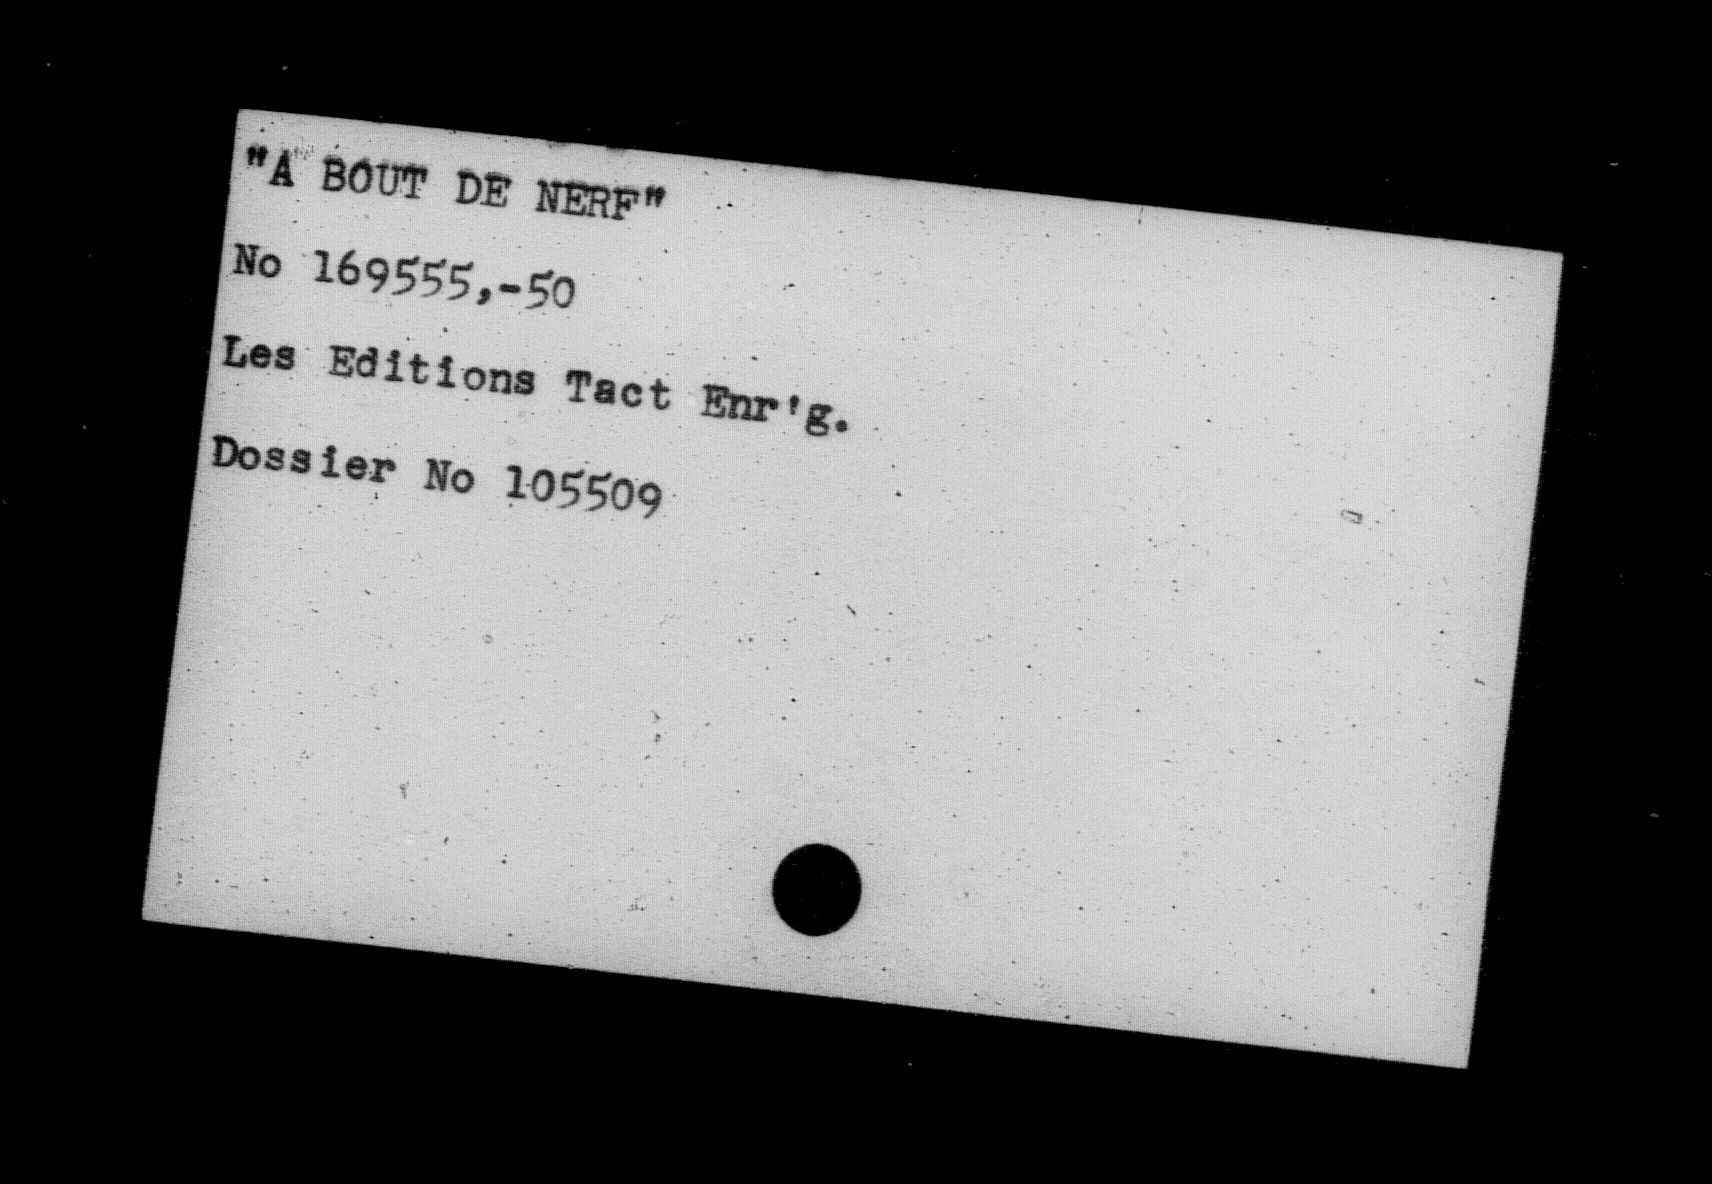 "A BOUT DE NERF"
No 169555,-50
Les Editions Tact Enr'g.
Dossier No 105509